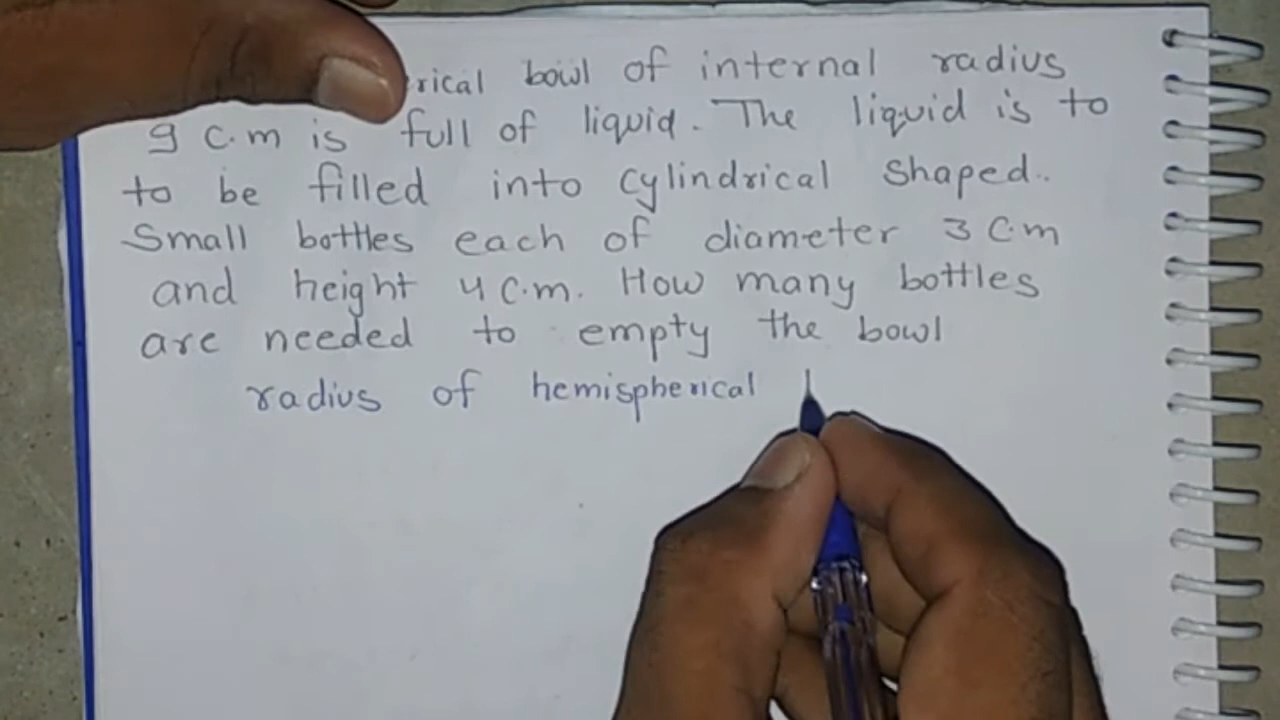 rical bowl of internal radius
9 c.m is full of liquid. The liquid is to
to be filled into cylindrical shaped..
Small bottles each of diameter 3 c.m
and height 4 c.m. How many bottles
are needed to empty the bowl
radius of hemispherical